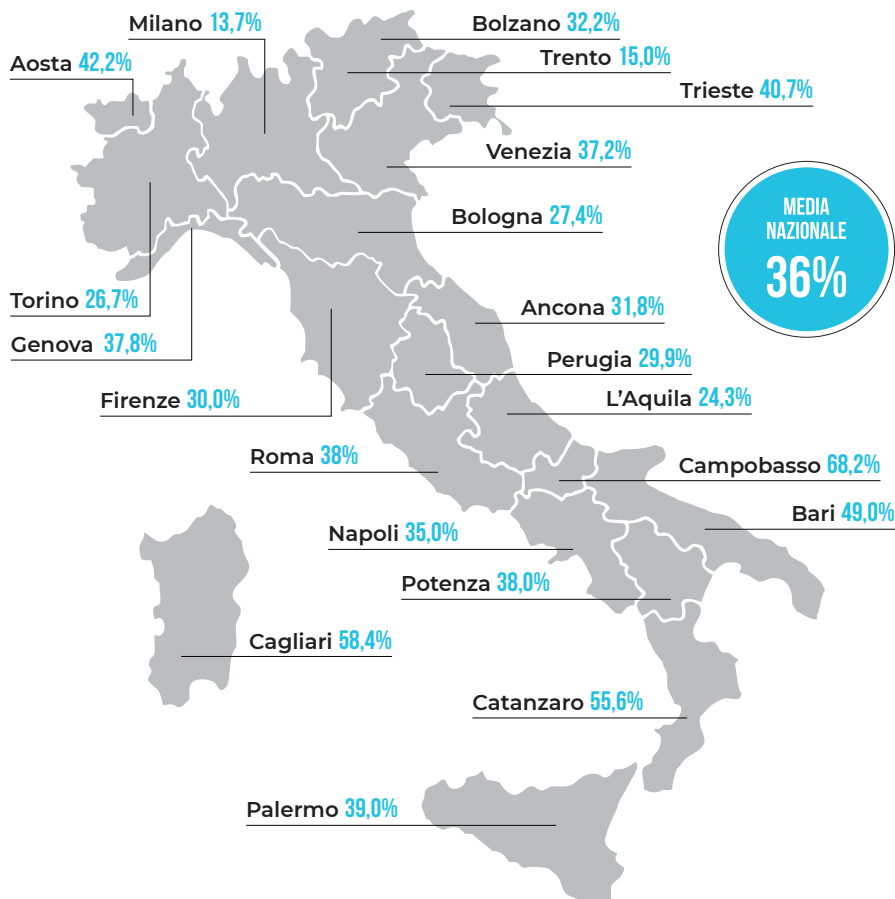 Milano 13,7%
Bolzano 32,2%
Aosta 42,2%
Trento 15,0%
Trieste 40,7%
Venezia 37,2%
MEDIA
NAZIONALE
36%
Bologna 27,4%
Torino 26,7%
Ancona 31,8%
Genova 37,8%
Perugia 29,9%
Firenze 30,0%
L'Aquila 24,3%
Roma 38%
Campobasso 68,2%
Bari 49,0%
Napoli 35,0%
Potenza 38,0%
Cagliari 58,4%
Catanzaro 55,6%
Palermo 39,0%